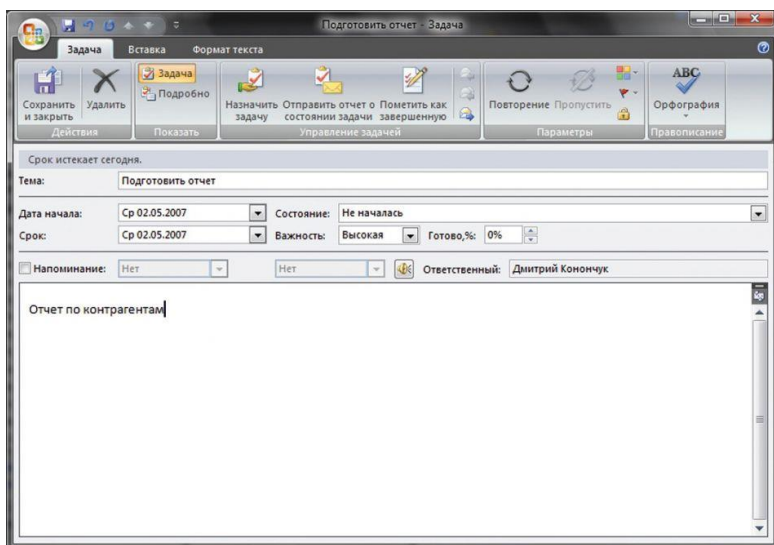 Подготовить отчет - Задача
Задача Вставка Формат текста
Сохранить и закрыть
Удалить
Действия
Задача
Подробно
Показать
Назначить задачу
Отправить отчет о состоянии задачи
Пометить как завершенную
Управление задачей
Повторение
Пропустить
Параметры
ABC
Орфография
Правописание
Срок истекает сегодня.
Тема: Подготовить отчет
Дата начала: Ср 02.05.2007 Состояние: Не началась
Срок: Ср 02.05.2007 Важность: Высокая Готово,%: 0%
Напоминание: Нет Нет Ответственный: Дмитрий Конончук
Отчет по контрагентам